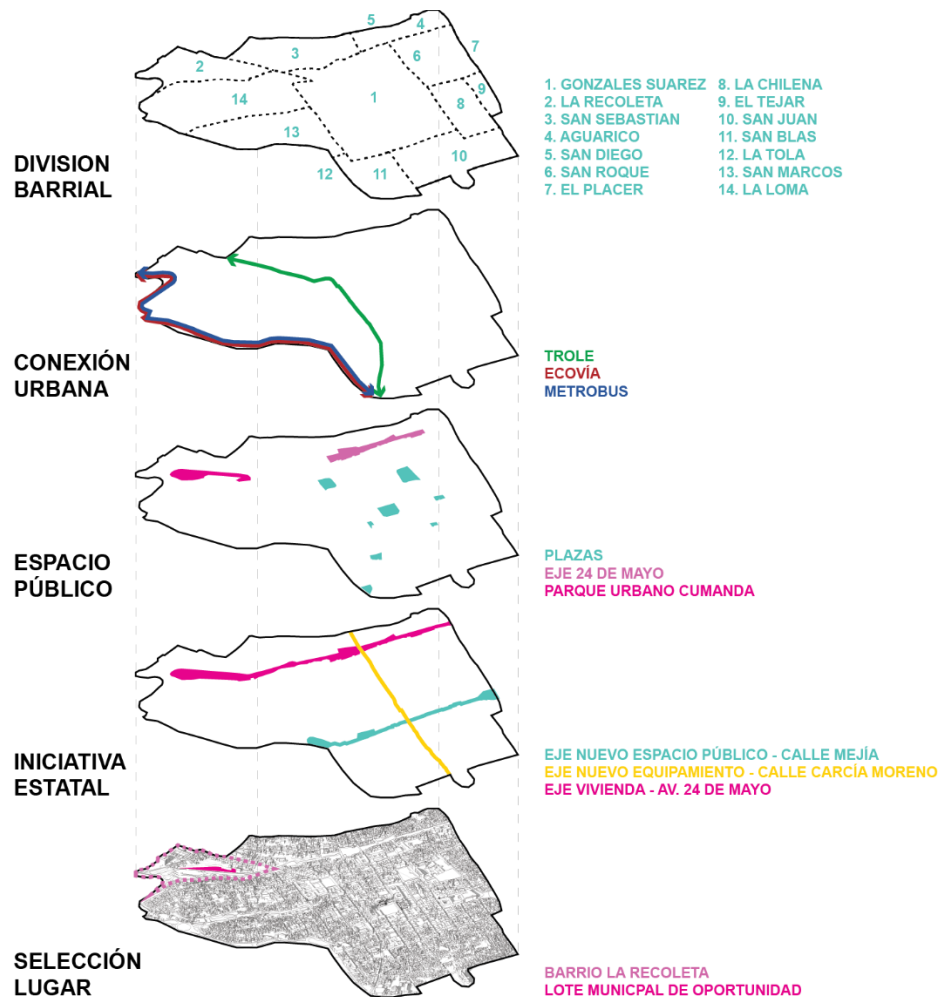 5
4
3
7
2
6
9
14
1
8
13
10
12
11
DIVISION
BARRIAL
1. GONZALES SUAREZ 8. LA CHILENA
2. LA RECOLETA 9. EL TEJAR
3. SAN SEBASTIAN 10. SAN JUAN
4. AGUARICO 11. SAN BLAS
5. SAN DIEGO 12. LA TOLA
6. SAN ROQUE 13. SAN MARCOS
7. EL PLACER 14. LA LOMA
CONEXIÓN
URBANA
TROLE
ECOVÍA
METROBUS
ESPACIO
PÚBLICO
PLAZAS
EJE 24 DE MAYO
PARQUE URBANO CUMANDA
INICIATIVA
ESTATAL
EJE NUEVO ESPACIO PÚBLICO - CALLE MEJÍA
EJE NUEVO EQUIPAMIENTO - CALLE CARCÍA MORENO
EJE VIVIENDA - AV. 24 DE MAYO
SELECCIÓN
LUGAR
BARRIO LA RECOLETA
LOTE MUNICPAL DE OPORTUNIDAD